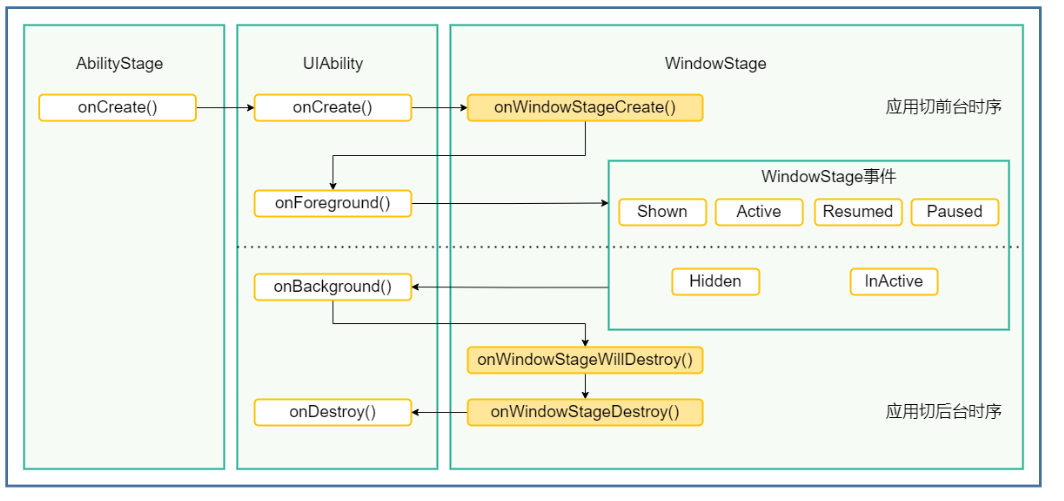 AbilityStage
UIAbility
WindowStage
onCreate()
onCreate()
onWindowStageCreate()
应用切前台时序
WindowStage事件
onForeground()
Shown
Active
Resumed
Paused
onBackground()
Hidden
InActive
onWindowStageWillDestroy()
onDestroy()
onWindowStageDestroy()
应用切后台时序